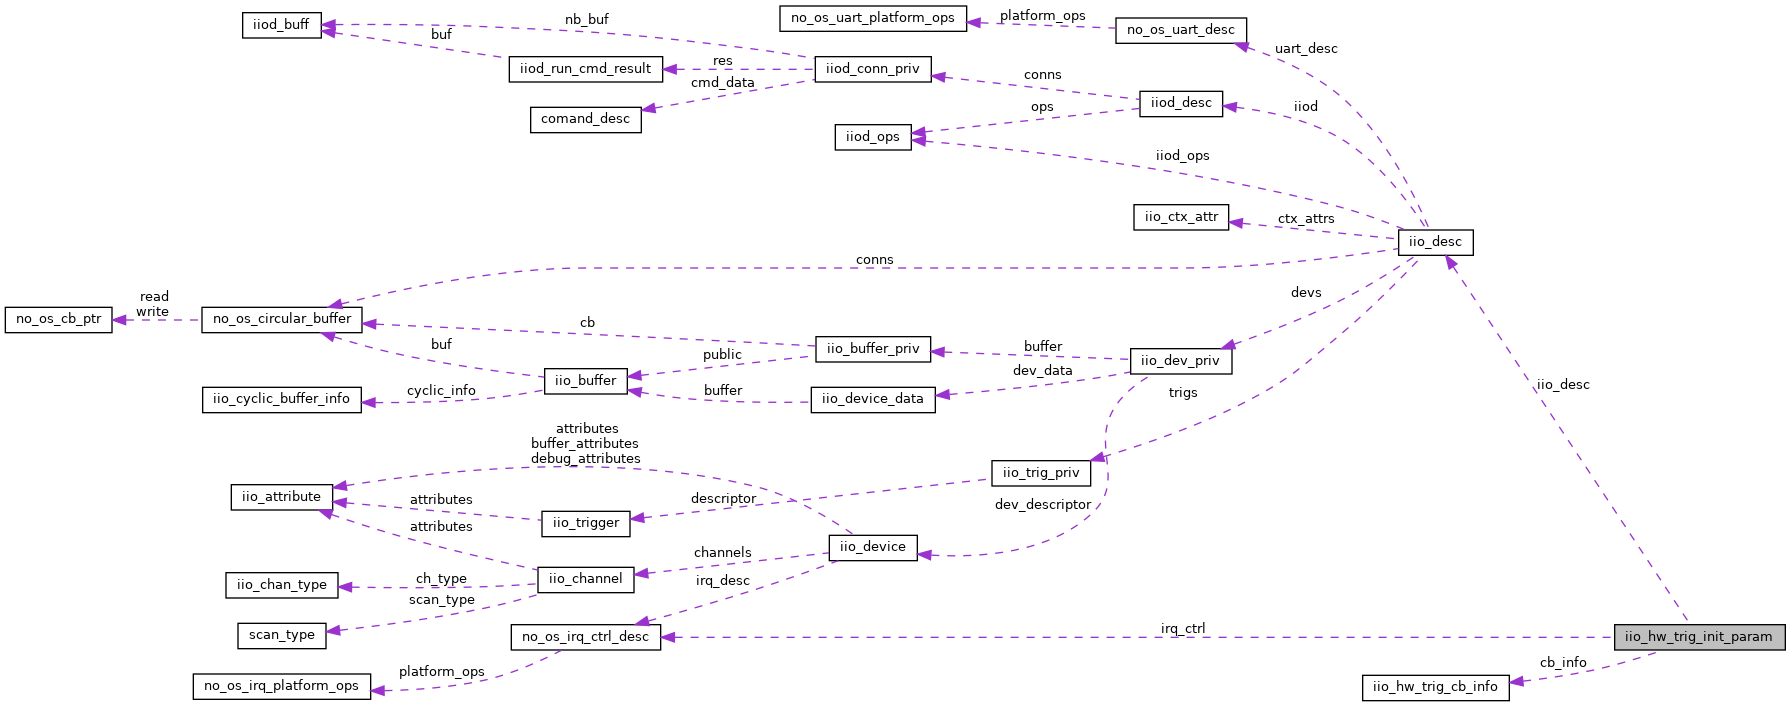 iiod_buff
nb_buf
no_os_uart_platform_ops
platform_ops
no_os_uart_desc
buf
uart_desc
iiod_run_cmd_result
res
iiod_conn_priv
conns
cmd_data
iiod_desc
iiod
ops
comand_desc
iiod_ops
iiod_ops
iio_ctx_attr
ctx_attrs
iio_desc
conns
devs
read
write
no_os_cb_ptr
no_os_circular_buffer
cb
buf
public
iio_buffer_priv
buffer
iio_dev_priv
dev_data
iio_buffer
cyclic_info
buffer
iio_cyclic_buffer_info
iio_device_data
trigs
iio_desc
attributes
buffer_attributes
debug_attributes
iio_trig_priv
iio_attribute
attributes
descriptor
dev_descriptor
iio_trigger
attributes
iio_device
channels
iio_chan_type
ch_type
iio_channel
irq_desc
scan_type
scan_type
no_os_irq_ctrl_desc
irq_ctrl
iio_hw_trig_init_param
cb_info
platform_ops
no_os_irq_platform_ops
iio_hw_trig_cb_info